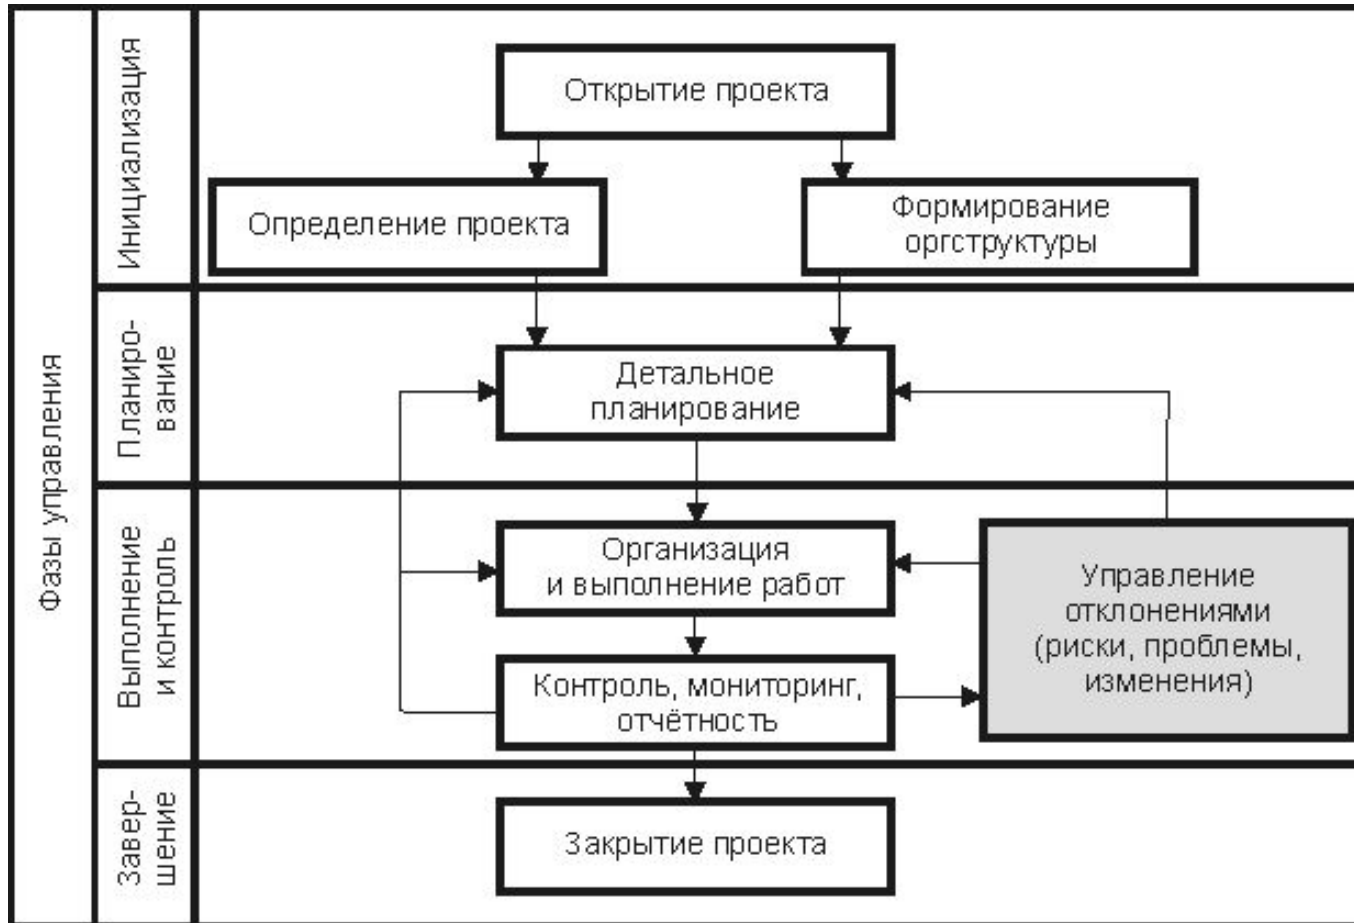 Фазы управления
Инициализация
Открытие проекта
Определение проекта
Формирование
оргструктуры
Планиро-
вание
Детальное
планирование
Выполнение
и контроль
Организация
и выполнение работ
Управление
отклонениями
(риски, проблемы,
изменения)
Контроль, мониторинг,
отчётность
Завер-
шение
Закрытие проекта